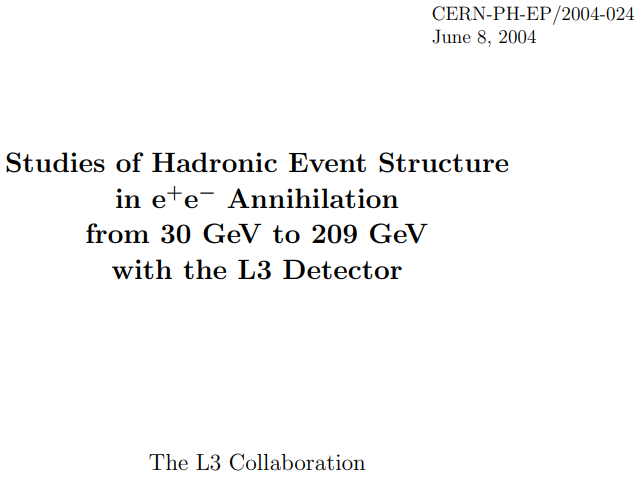 CERN-PH-EP/2004-024
June 8, 2004
Studies of Hadronic Event Structure
in e⁺e⁻ Annihilation
from 30 GeV to 209 GeV
with the L3 Detector
The L3 Collaboration